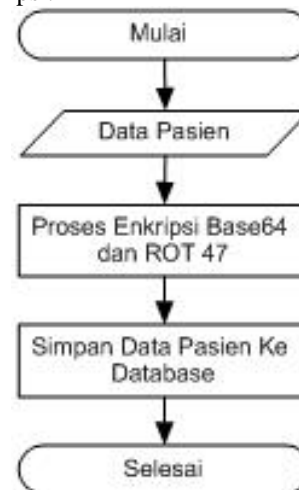 Mulai
Data Pasien
Proses Enkripsi Base64
dan ROT 47
Simpan Data Pasien Ke
Database
Selesai